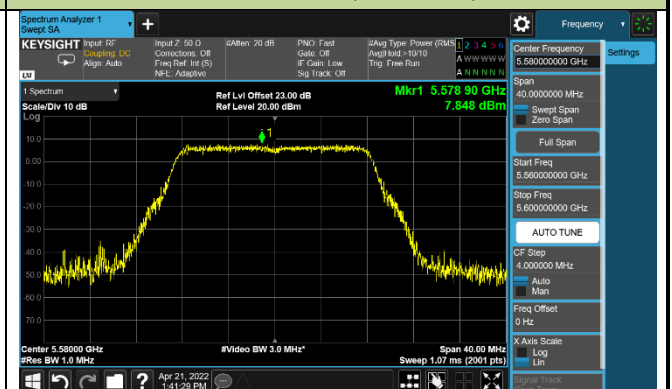 Spectrum Analyzer 1
Swept SA
+
Frequency
KEYSIGHT
Input: RF
Coupling: DC
Align: Auto
Input Z: 50 Ω
Corrections: Off
Freq Ref: Int (S)
NFE: Adaptive
#Atten: 20 dB
PNO: Fast
Gate: Off
IF Gain: Low
Sig Track: Off
#Avg Type: Power (RMS)
Avg|Hold:>10/10
Trig: Free Run
1 2 3 4 5 6
A W W W W W
A N N N N N
LXI
1 Spectrum
Scale/Div 10 dB
Log
Ref Lvl Offset 23.00 dB
Ref Level 20.00 dBm
Mkr1 5.578 90 GHz
7.848 dBm
1
10.0
0.00
-10.0
-20.0
-30.0
-40.0
-50.0
-60.0
-70.0
Center 5.58000 GHz
#Res BW 1.0 MHz
#Video BW 3.0 MHz*
Span 40.00 MHz
Sweep 1.07 ms (2001 pts)
Apr 21, 2022
1:41:29 PM
?
Center Frequency
5.580000000 GHz
Settings
Span
40.0000000 MHz
Swept Span
Zero Span
Full Span
Start Freq
5.560000000 GHz
Stop Freq
5.600000000 GHz
AUTO TUNE
CF Step
4.000000 MHz
Auto
Man
Freq Offset
0 Hz
X Axis Scale
Log
Lin
Signal Track